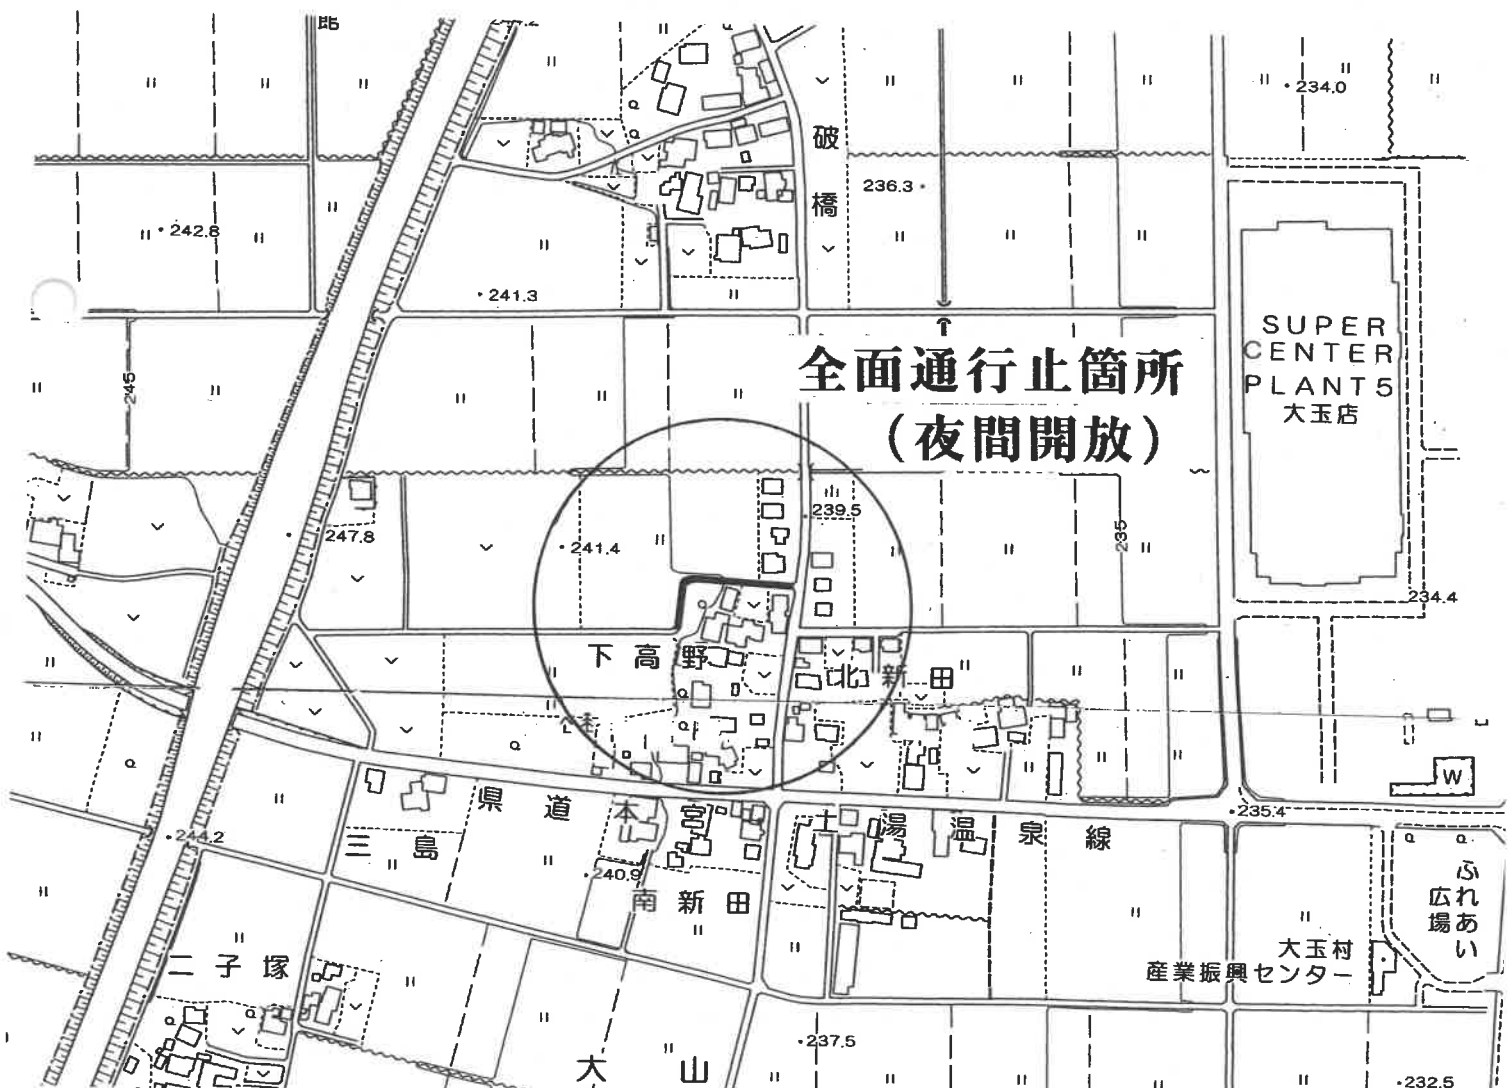 234.0
破橋
236.3
242.8
241.3
SUPER
CENTER
PLANT5
大玉店
全面通行止箇所
(夜間開放)
245
239.5
247.8
241.4
235
234.4
下高野
北新田
W
県道本宮土湯温泉線
235.4
244.2
三島
240.9
南新田
ふれあい
広場
大玉村
産業振興センター
二子塚
237.5
大山
232.5